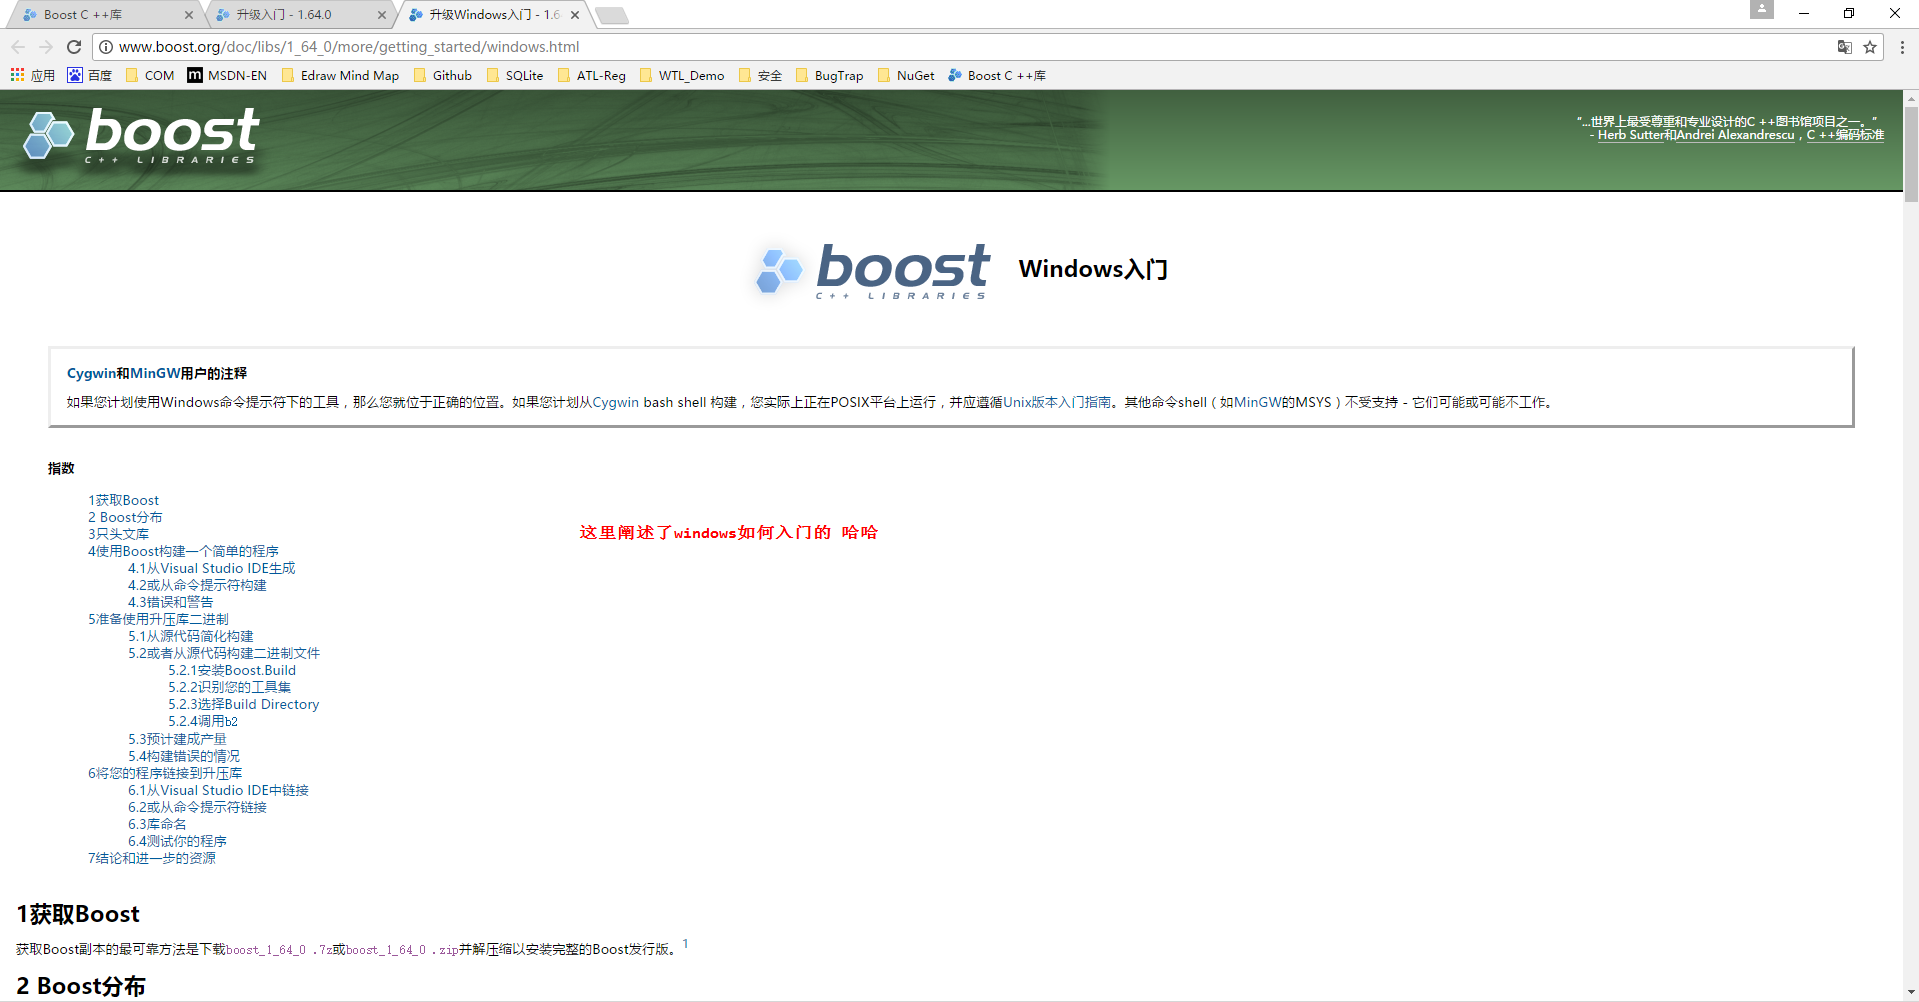 Boost C ++库
升级入门 - 1.64.0
升级Windows入门 - 1.6
www.boost.org/doc/libs/1_64_0/more/getting_started/windows.html
应用 百度 COM MSDN-EN Edraw Mind Map Github SQLite ATL-Reg WTL_Demo 安全 BugTrap NuGet Boost C ++库
boost
C++ LIBRARIES
“...世界上最受尊重和专业设计的C ++图书馆项目之一。”
- Herb Sutter和Andrei Alexandrescu，C ++编码标准
boost
C++ LIBRARIES
Windows入门
Cygwin和MinGW用户的注释
如果您计划使用Windows命令提示符下的工具，那么您就位于正确的位置。如果您计划从Cygwin bash shell 构建，您实际上正在POSIX平台上运行，并应遵循Unix版本入门指南。其他命令shell（如MinGW的MSYS）不受支持 - 它们可能或可能不工作。
指数
1获取Boost
2 Boost分布
3只头文库
这里阐述了windows如何入门的 哈哈
4使用Boost构建一个简单的程序
4.1从Visual Studio IDE生成
4.2或从命令提示符构建
4.3错误和警告
5准备使用升压库二进制
5.1从源代码简化构建
5.2或者从源代码构建二进制文件
5.2.1安装Boost.Build
5.2.2识别您的工具集
5.2.3选择Build Directory
5.2.4调用b2
5.3预计建成产量
5.4构建错误的情况
6将您的程序链接到升压库
6.1从Visual Studio IDE中链接
6.2或从命令提示符链接
6.3库命名
6.4测试你的程序
7结论和进一步的资源
1获取Boost
获取Boost副本的最可靠方法是下载boost_1_64_0 .7z或boost_1_64_0 .zip并解压缩以安装完整的Boost发行版。1
2 Boost分布